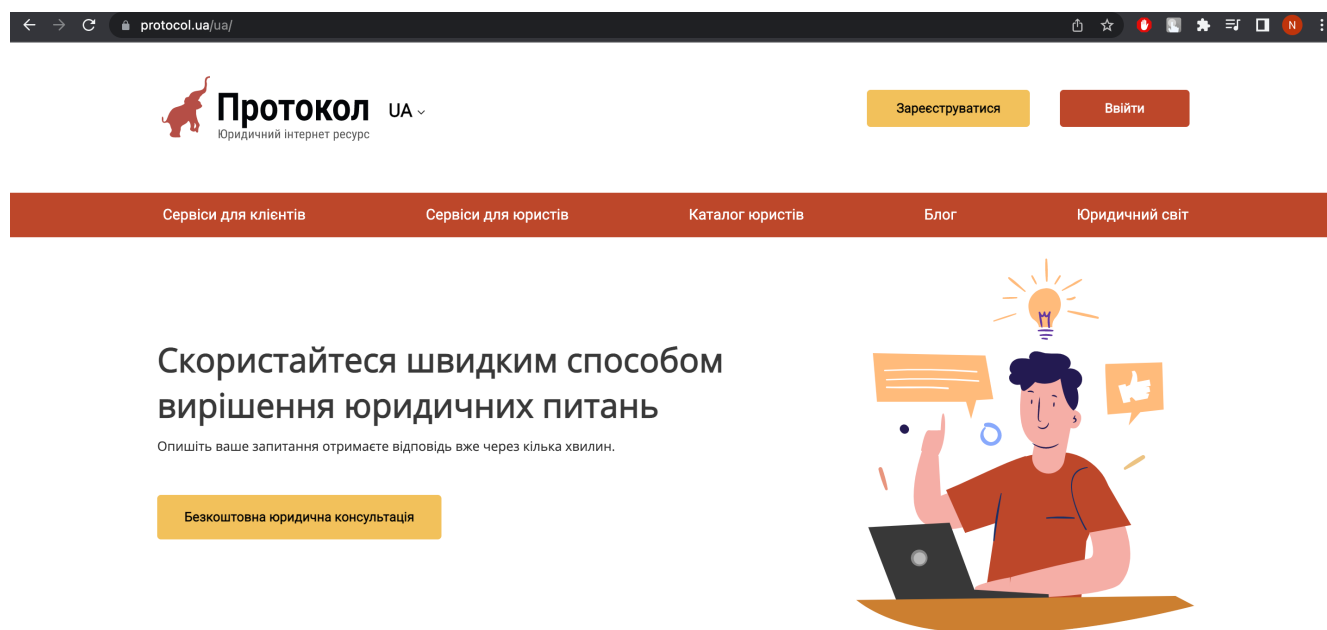 protocol.ua/ua/
N
Протокол
Юридичний інтернет ресурс
UA
Зареєструватися
Ввійти
Сервіси для клієнтів
Сервіси для юристів
Каталог юристів
Блог
Юридичний світ
Скористайтеся швидким способом
вирішення юридичних питань
Опишіть ваше запитання отримаєте відповідь вже через кілька хвилин.
Безкоштовна юридична консультація